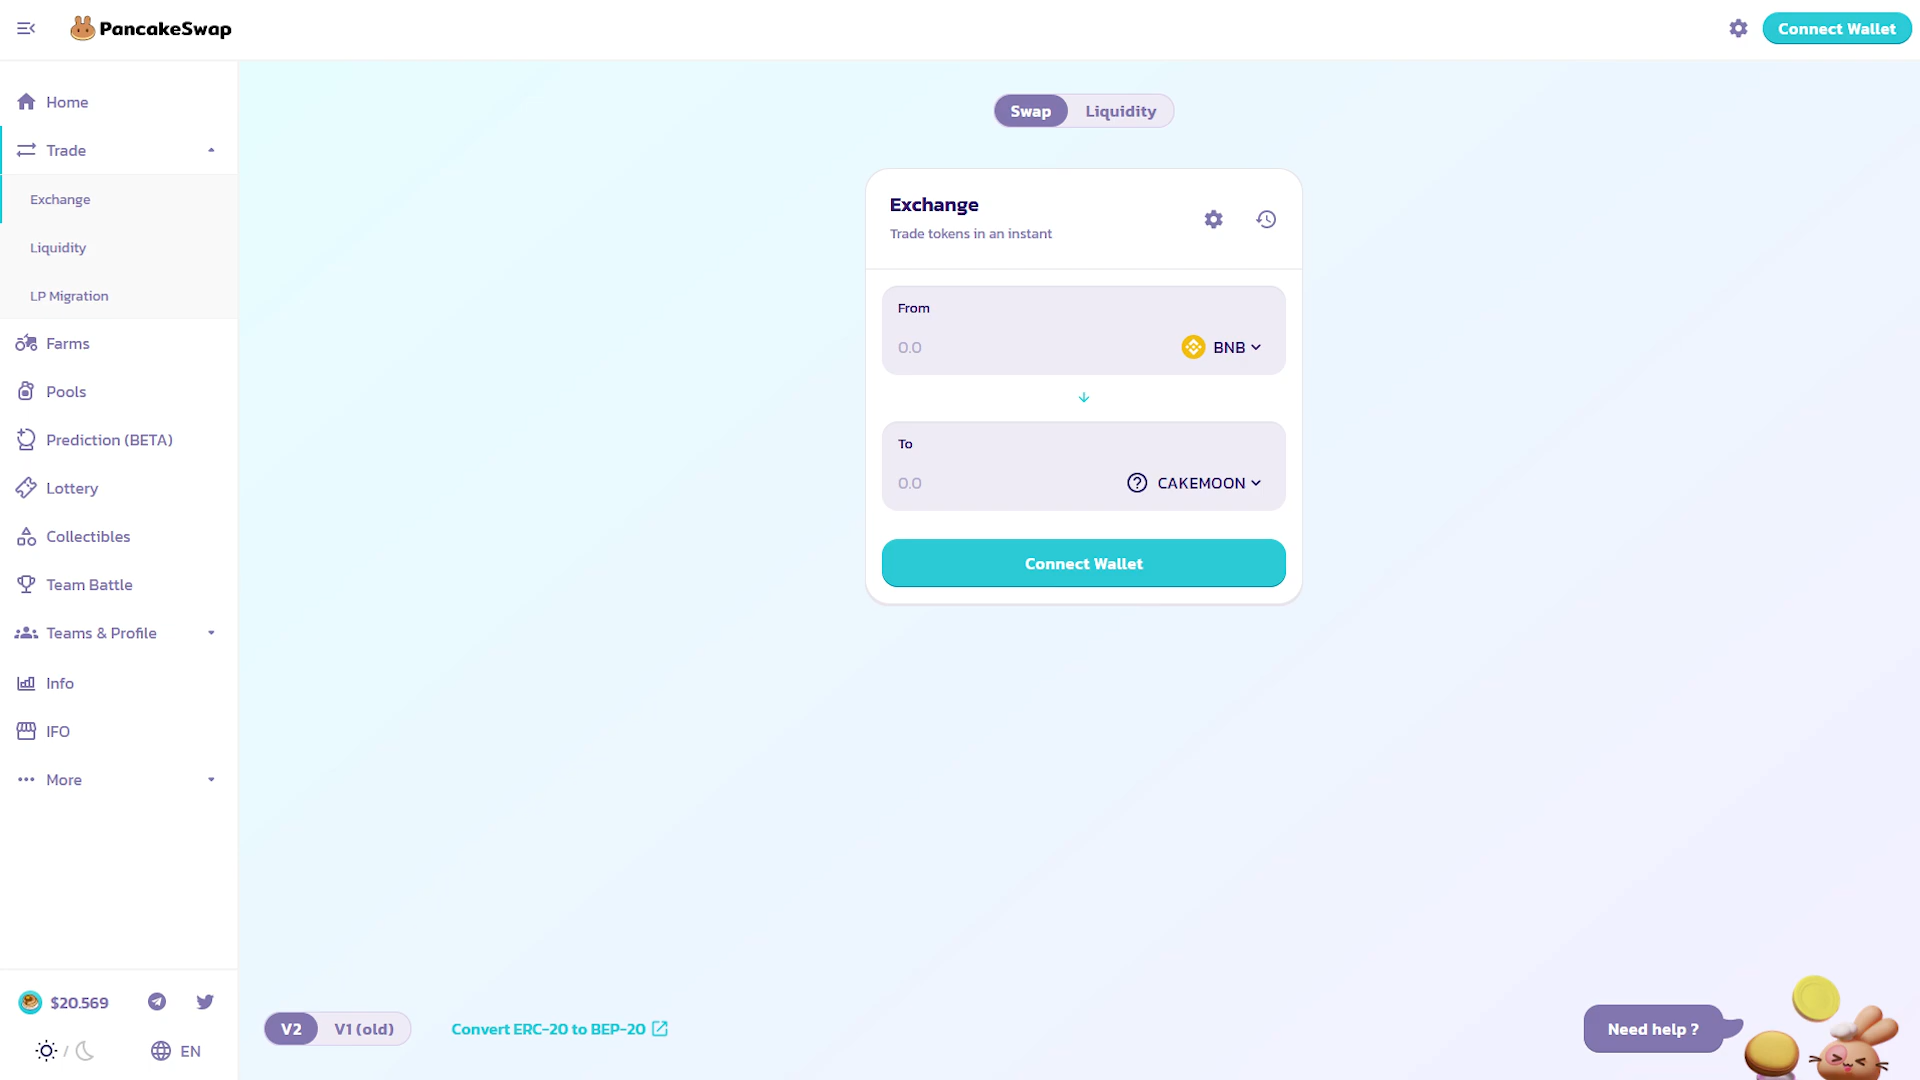 PancakeSwap
Connect Wallet
Home
Trade
Exchange
Liquidity
LP Migration
Farms
Pools
Prediction (BETA)
Lottery
Collectibles
Team Battle
Teams & Profile
Info
IFO
More
$20.569
/
EN
Swap
Liquidity
Exchange
Trade tokens in an instant
From
0.0
BNB
To
0.0
CAKEMOON
Connect Wallet
V2
V1 (old)
Convert ERC-20 to BEP-20
Need help ?